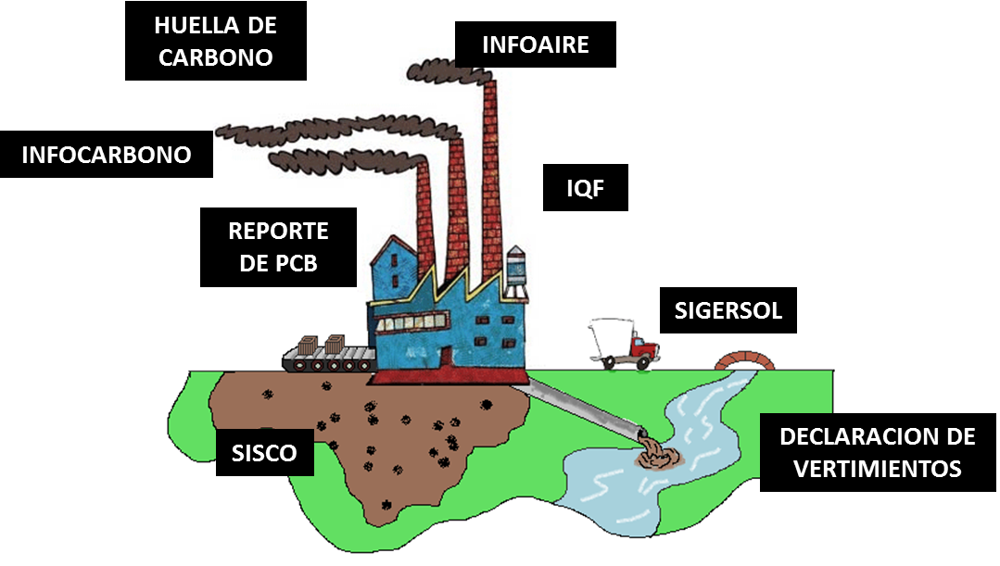 HUELLA DE
CARBONO
INFOAIRE
INFOCARBONO
IQF
REPORTE
DE PCB
SIGERSOL
SISCO
DECLARACION DE
VERTIMIENTOS